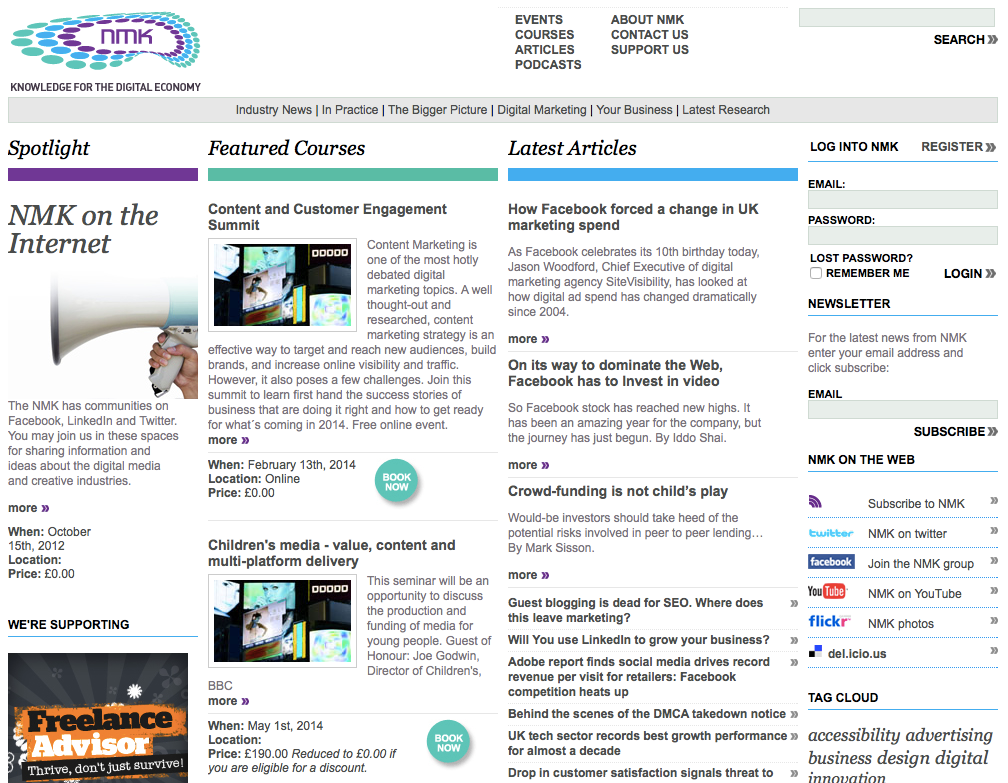 nmk
KNOWLEDGE FOR THE DIGITAL ECONOMY
EVENTS
COURSES
ARTICLES
PODCASTS
ABOUT NMK
CONTACT US
SUPPORT US
SEARCH »
Industry News | In Practice | The Bigger Picture | Digital Marketing | Your Business | Latest Research
Spotlight
NMK on the
Internet
The NMK has communities on
Facebook, LinkedIn and Twitter.
You may join us in these spaces
for sharing information and
ideas about the digital media
and creative industries.
more »
When: October
15th, 2012
Location:
Price: £0.00
WE'RE SUPPORTING
Freelance
Advisor
Thrive, don't just survive!
Featured Courses
Content and Customer Engagement
Summit
Content Marketing is
one of the most hotly
debated digital
marketing topics. A well
thought-out and
researched, content
marketing strategy is an
effective way to target and reach new audiences, build
brands, and increase online visibility and traffic.
However, it also poses a few challenges. Join this
summit to learn first hand the success stories of
business that are doing it right and how to get ready
for what´s coming in 2014. Free online event.
more »
When: February 13th, 2014
Location: Online
Price: £0.00
BOOK
NOW
Children's media - value, content and
multi-platform delivery
This seminar will be an
opportunity to discuss
the production and
funding of media for
young people. Guest of
Honour: Joe Godwin,
Director of Children's,
BBC
more »
When: May 1st, 2014
Location:
Price: £190.00 Reduced to £0.00 if
you are eligible for a discount.
BOOK
NOW
Latest Articles
How Facebook forced a change in UK
marketing spend
As Facebook celebrates its 10th birthday today,
Jason Woodford, Chief Executive of digital
marketing agency SiteVisibility, has looked at
how digital ad spend has changed dramatically
since 2004.
more »
On its way to dominate the Web,
Facebook has to Invest in video
So Facebook stock has reached new highs. It
has been an amazing year for the company, but
the journey has just begun. By Iddo Shai.
more »
Crowd-funding is not child's play
Would-be investors should take heed of the
potential risks involved in peer to peer lending…
By Mark Sisson.
more »
Guest blogging is dead for SEO. Where does »
this leave marketing?
Will You use LinkedIn to grow your business? »
Adobe report finds social media drives record »
revenue per visit for retailers: Facebook
competition heats up
Behind the scenes of the DMCA takedown notice »
UK tech sector records best growth performance »
for almost a decade
Drop in customer satisfaction signals threat to »
LOG INTO NMK
REGISTER »
EMAIL:
PASSWORD:
LOST PASSWORD?
REMEMBER ME
LOGIN »
NEWSLETTER
For the latest news from NMK
enter your email address and
click subscribe:
EMAIL
SUBSCRIBE »
NMK ON THE WEB
Subscribe to NMK »
twitter NMK on twitter »
facebook Join the NMK group »
YouTube NMK on YouTube »
flickr NMK photos »
del.icio.us »
TAG CLOUD
accessibility advertising
business design digital
innovation